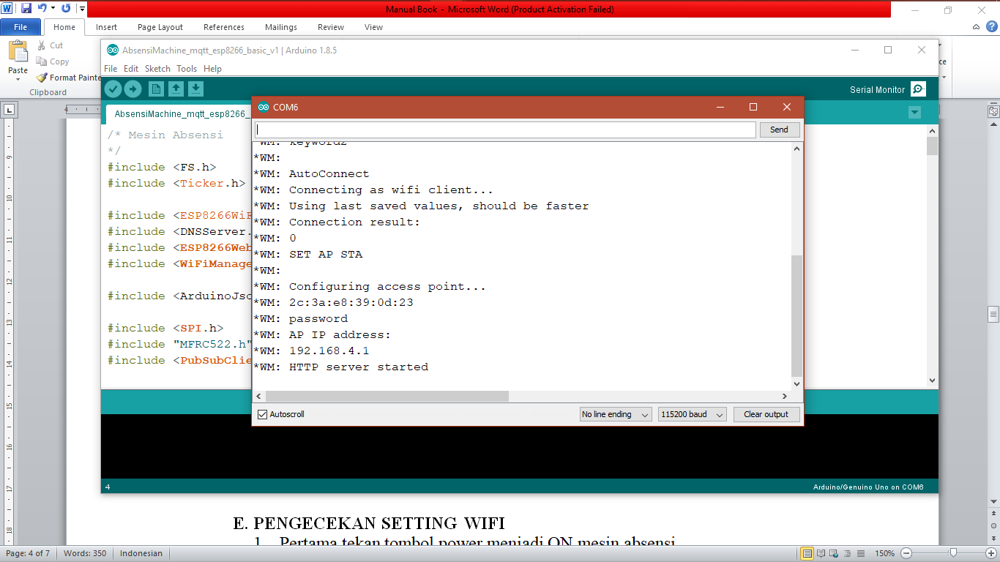 Manual Book - Microsoft Word (Product Activation Failed)
File Home Insert Page Layout References Mailings Review View
Cut
Copy
Paste
Format Painte
Clipboard
AbsensiMachine_mqtt_esp8266_basic_v1 | Arduino 1.8.5
File Edit Sketch Tools Help
Serial Monitor
AbsensiMachine_mqtt_esp8266_
/* Mesin Absensi
*/
#include <FS.h>
#include <Ticker.h>
#include <ESP8266WiF
#include <DNSServer.
#include <ESP8266Web
#include <WiFiManage
#include <ArduinoJso
#include <SPI.h>
#include "MFRC522.h"
#include <PubSubClie
COM6
Send
*WM: keyword2
*WM:
*WM: AutoConnect
*WM: Connecting as wifi client...
*WM: Using last saved values, should be faster
*WM: Connection result:
*WM: 0
*WM: SET AP STA
*WM:
*WM: Configuring access point...
*WM: 2c:3a:e8:39:0d:23
*WM: password
*WM: AP IP address:
*WM: 192.168.4.1
*WM: HTTP server started
Autoscroll
No line ending
115200 baud
Clear output
4
Arduino/Genuino Uno on COM6
E. PENGECEKAN SETTING WIFI
1. Pertama tekan tombol power menjadi ON mesin absensi
Page: 4 of 7 Words: 350 Indonesian
150%